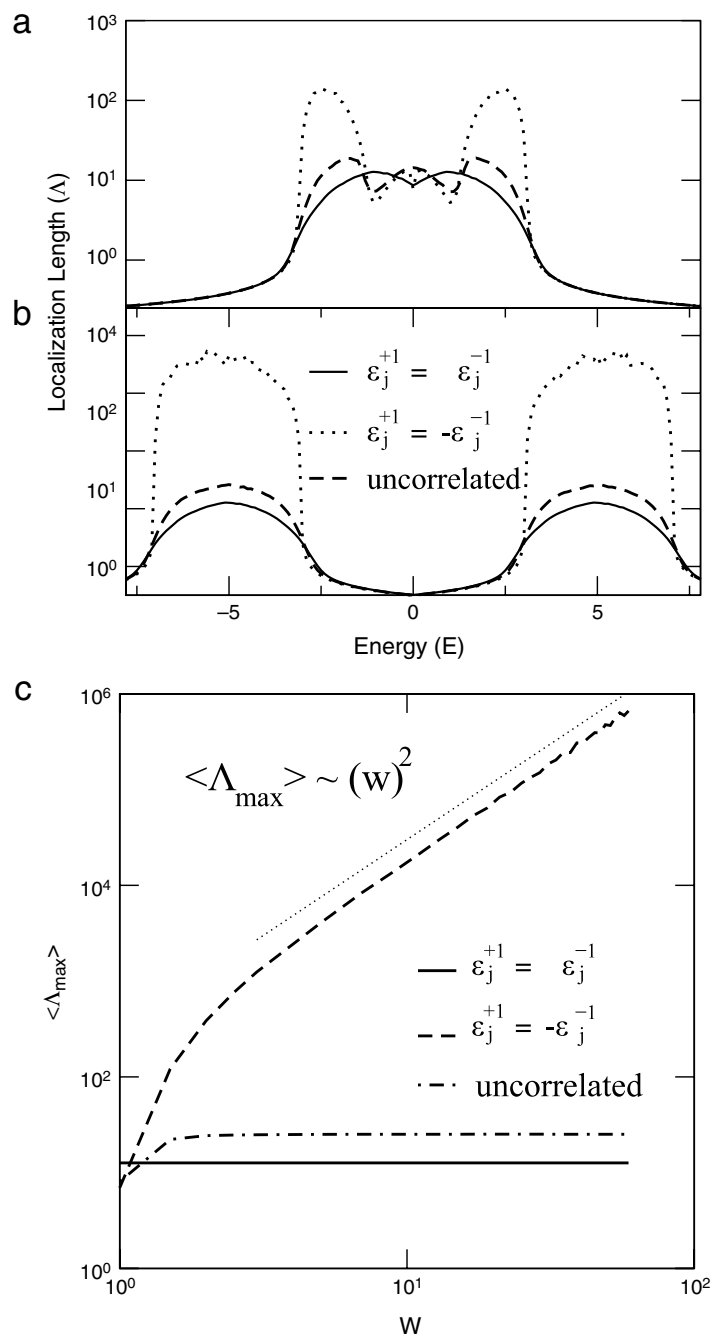 a
10³
10²
10¹
10⁰
Localization Length (Λ)
b
10⁴
10²
10¹
10⁰
ε_j^{+1} = ε_j^{-1}
ε_j^{+1} = -ε_j^{-1}
uncorrelated
−5 0 5
Energy (E)
c
10⁶
10⁴
10²
10⁰
<Λ_max> ~ (w)²
<Λ_max>
ε_j^{+1} = ε_j^{-1}
ε_j^{+1} = -ε_j^{-1}
uncorrelated
10⁰ 10¹ 10²
W